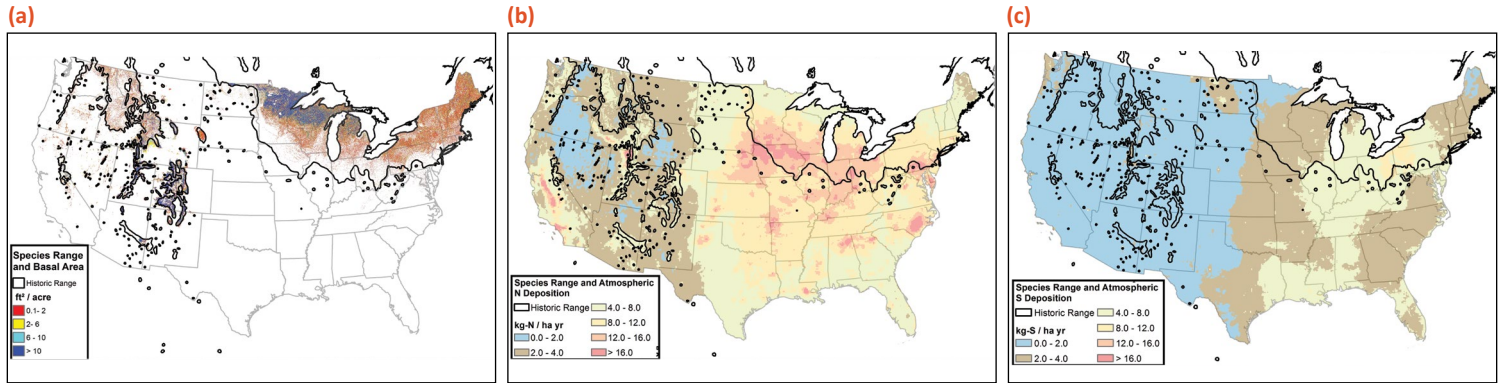 (a)
(b)
(c)
Species Range
and Basal Area
Historic Range
ft² / acre
0.1- 2
2- 6
6 - 10
> 10
Species Range and Atmospheric
N Deposition
Historic Range
kg-N / ha yr
0.0 - 2.0
2.0 - 4.0
4.0 - 8.0
8.0 - 12.0
12.0 - 16.0
> 16.0
Species Range and Atmospheric
S Deposition
Historic Range
kg-S / ha yr
0.0 - 2.0
2.0 - 4.0
4.0 - 8.0
8.0 - 12.0
12.0 - 16.0
> 16.0